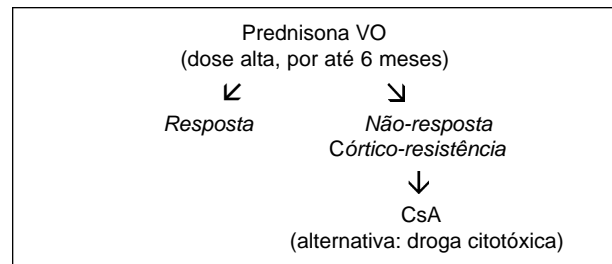 Prednisona VO
(dose alta, por até 6 meses)
Resposta
Não-resposta
Córtico-resistência
CsA
(alternativa: droga citotóxica)